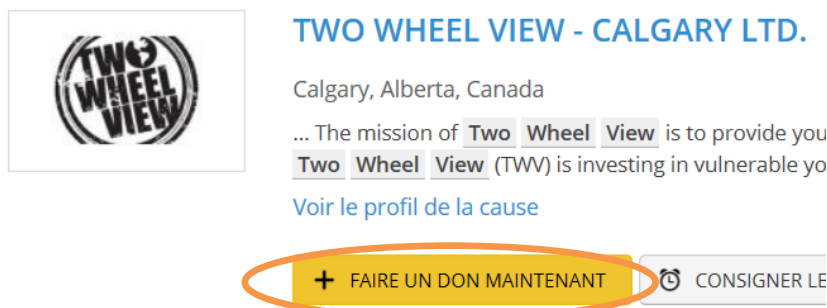 TWO WHEEL VIEW
TWO WHEEL VIEW - CALGARY LTD.
Calgary, Alberta, Canada
... The mission of Two Wheel View is to provide you
Two Wheel View (TWV) is investing in vulnerable yo
Voir le profil de la cause
+ FAIRE UN DON MAINTENANT
CONSIGNER LE